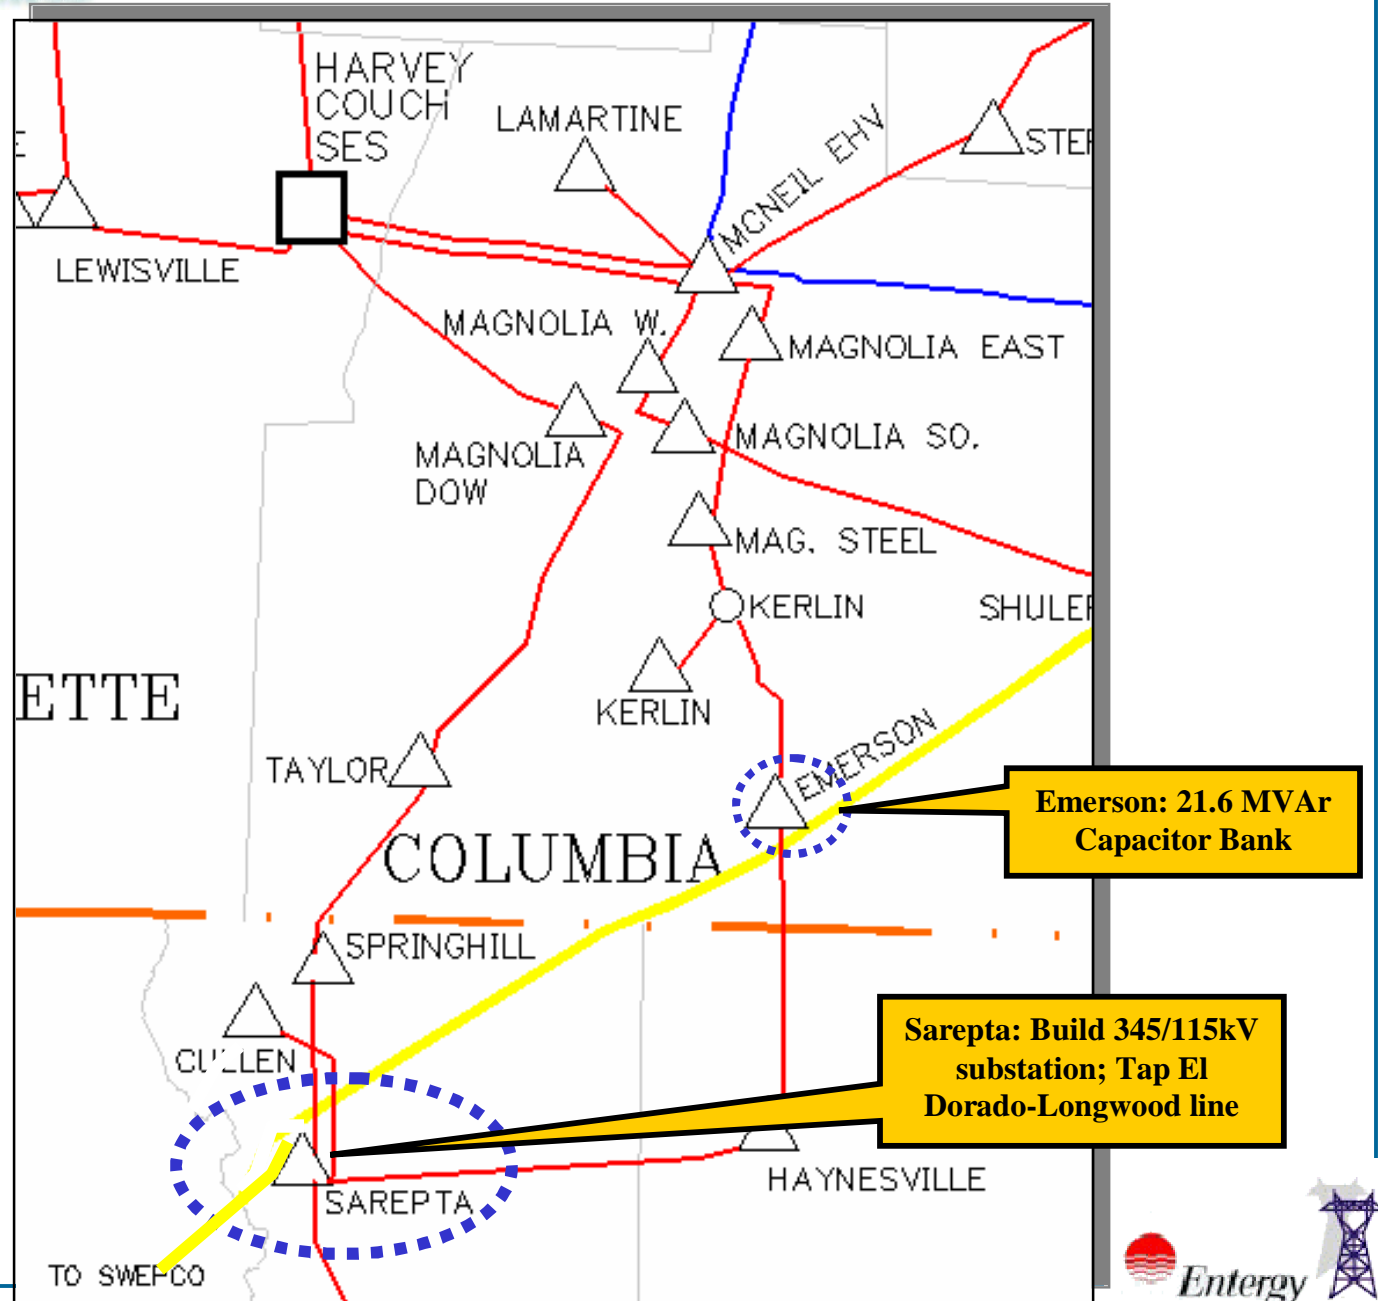 HARVEY
COUCH
SES
LAMARTINE
MCNEIL EHV
LEWISVILLE
MAGNOLIA W.
MAGNOLIA EAST
MAGNOLIA
DOW
MAGNOLIA SO.
MAG. STEEL
KERLIN
ETTE
KERLIN
TAYLOR
EMERSON
Emerson: 21.6 MVAr
Capacitor Bank
COLUMBIA
SPRINGHILL
CULLEN
Sarepta: Build 345/115kV
substation; Tap El
Dorado-Longwood line
HAYNESVILLE
SAREPTA
TO SWEPCO
Entergy